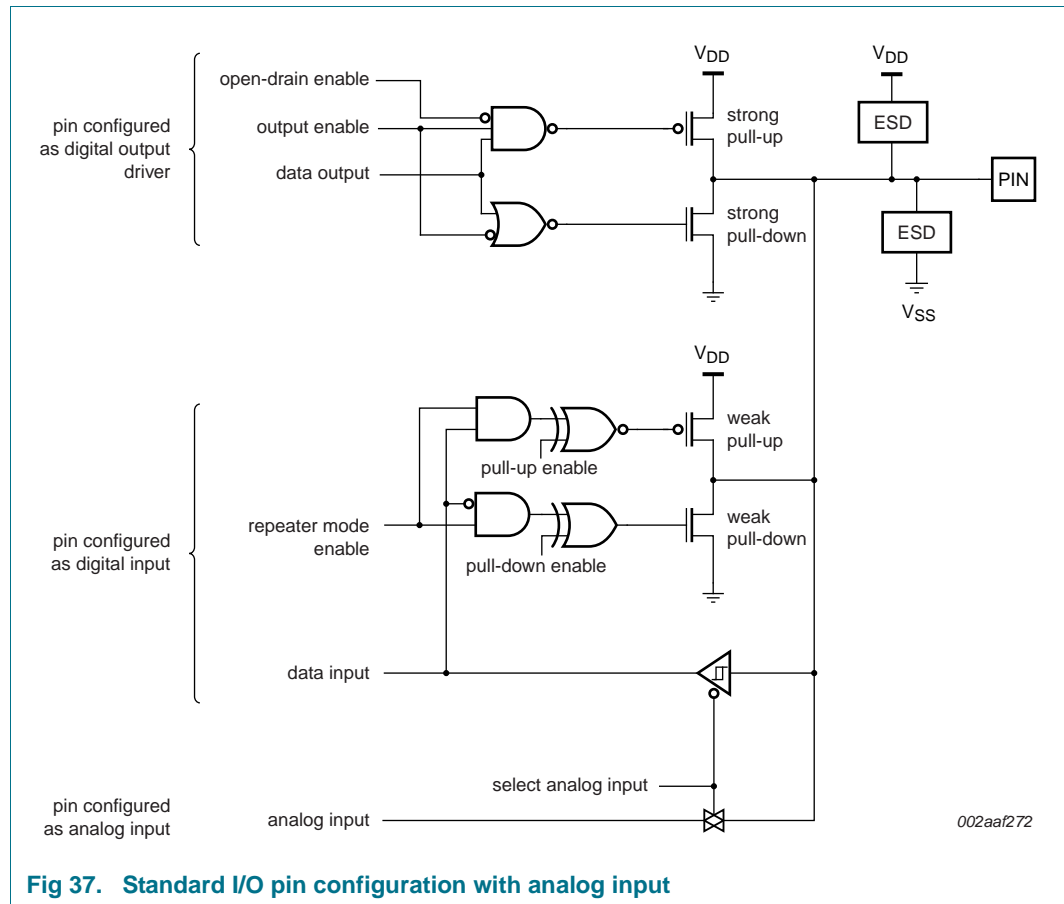 VDD
VDD
open-drain enable
ESD
strong
pull-up
pin configured
as digital output
driver
output enable
data output
PIN
strong
pull-down
ESD
VSS
VDD
weak
pull-up
pull-up enable
pin configured
as digital input
repeater mode
enable
weak
pull-down
pull-down enable
data input
select analog input
pin configured
as analog input
analog input
002aaf272
Fig 37. Standard I/O pin configuration with analog input